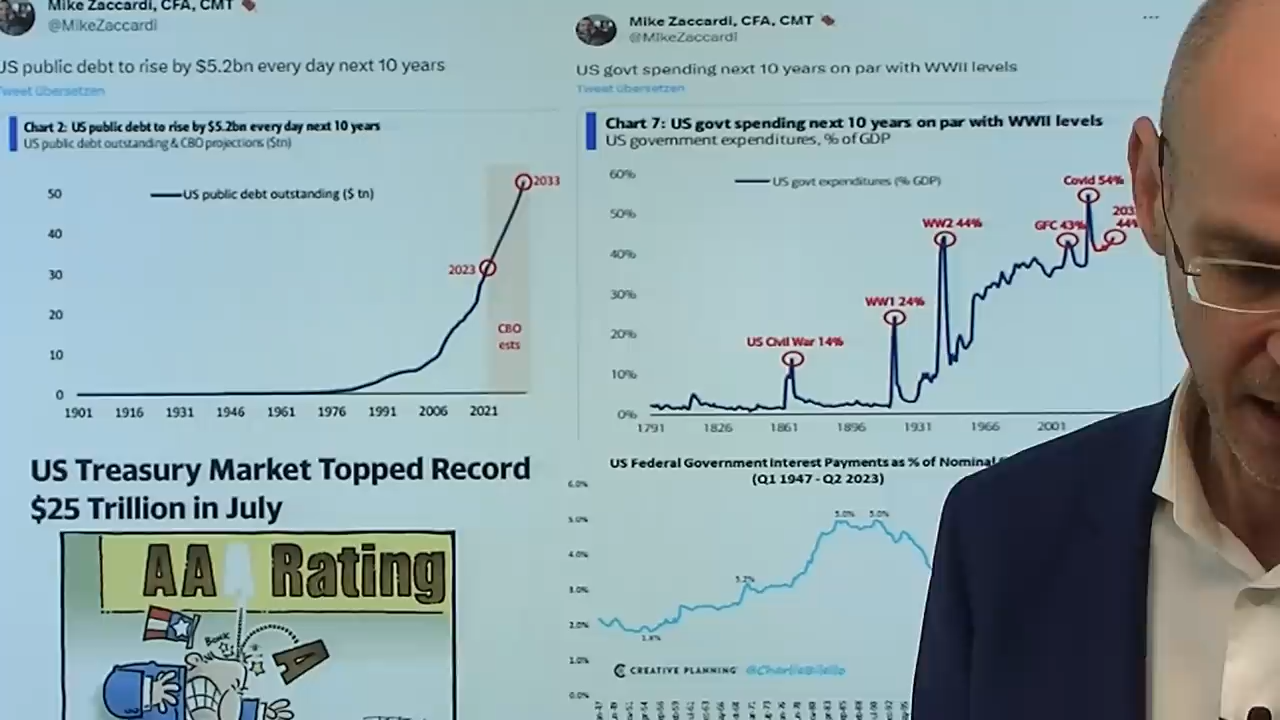 Mike Zaccardi, CFA, CMT
@MikeZaccardi
US public debt to rise by $5.2bn every day next 10 years
Tweet übersetzen
Chart 2: US public debt to rise by $5.2bn every day next 10 years
US public debt outstanding & CBO projections ($tn)
US public debt outstanding ($ tn)
50
40
30
20
10
0
2033
2023
CBO
ests
1901 1916 1931 1946 1961 1976 1991 2006 2021
Mike Zaccardi, CFA, CMT
@MikeZaccardi
US govt spending next 10 years on par with WWII levels
Tweet übersetzen
Chart 7: US govt spending next 10 years on par with WWII levels
US government expenditures, % of GDP
US govt expenditures (% GDP)
60%
50%
40%
30%
20%
10%
0%
US Civil War 14%
WW1 24%
WW2 44%
GFC 43%
Covid 54%
203
44%
1791 1826 1861 1896 1931 1966 2001
US Treasury Market Topped Record
$25 Trillion in July
AA Rating
BONK
A
US Federal Government Interest Payments as % of Nominal
(Q1 1947 - Q2 2023)
6.0%
5.0%
4.0%
3.0%
2.0%
1.0%
0.0%
1.8%
3.2%
5.0% 5.0%
CREATIVE PLANNING @CharlieBilello